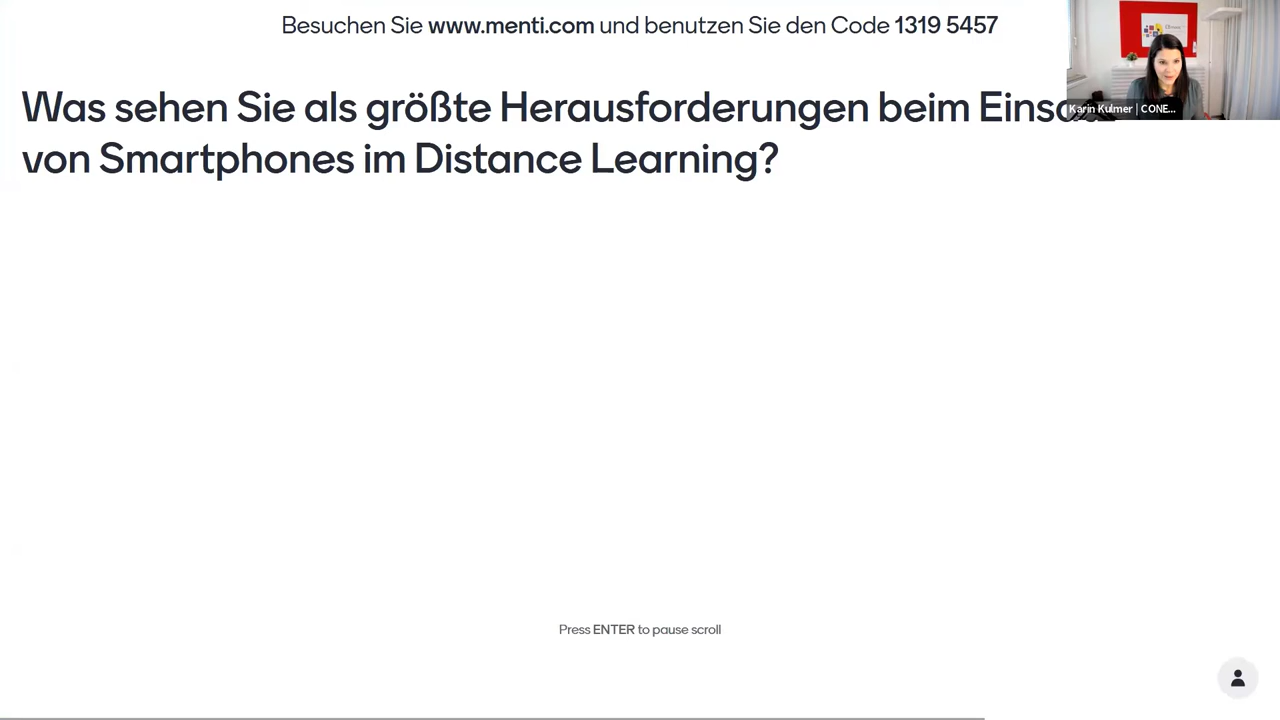 Besuchen Sie www.menti.com und benutzen Sie den Code 1319 5457
Was sehen Sie als größte Herausforderungen beim
von Smartphones im Distance Learning?
Karin Kulmer | CONE...
Press ENTER to pause scroll